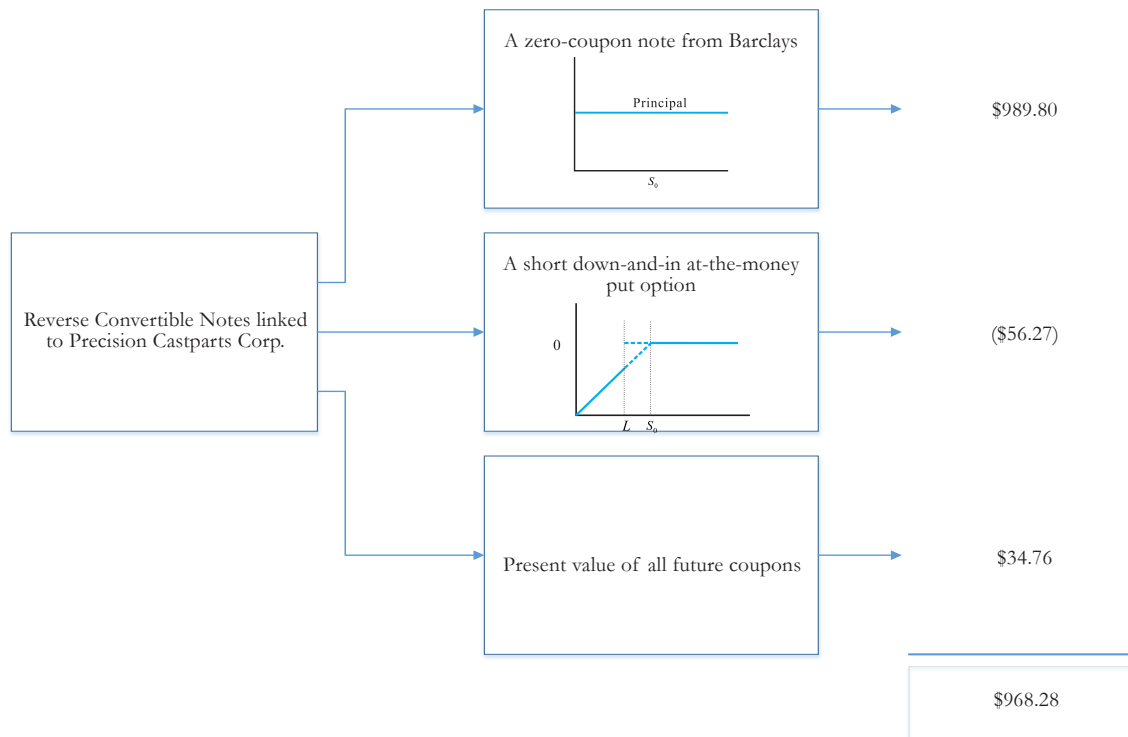 A zero-coupon note from Barclays
Principal
S₀
$989.80
Reverse Convertible Notes linked
to Precision Castparts Corp.
A short down-and-in at-the-money
put option
0
L S₀
($56.27)
Present value of all future coupons
$34.76
$968.28